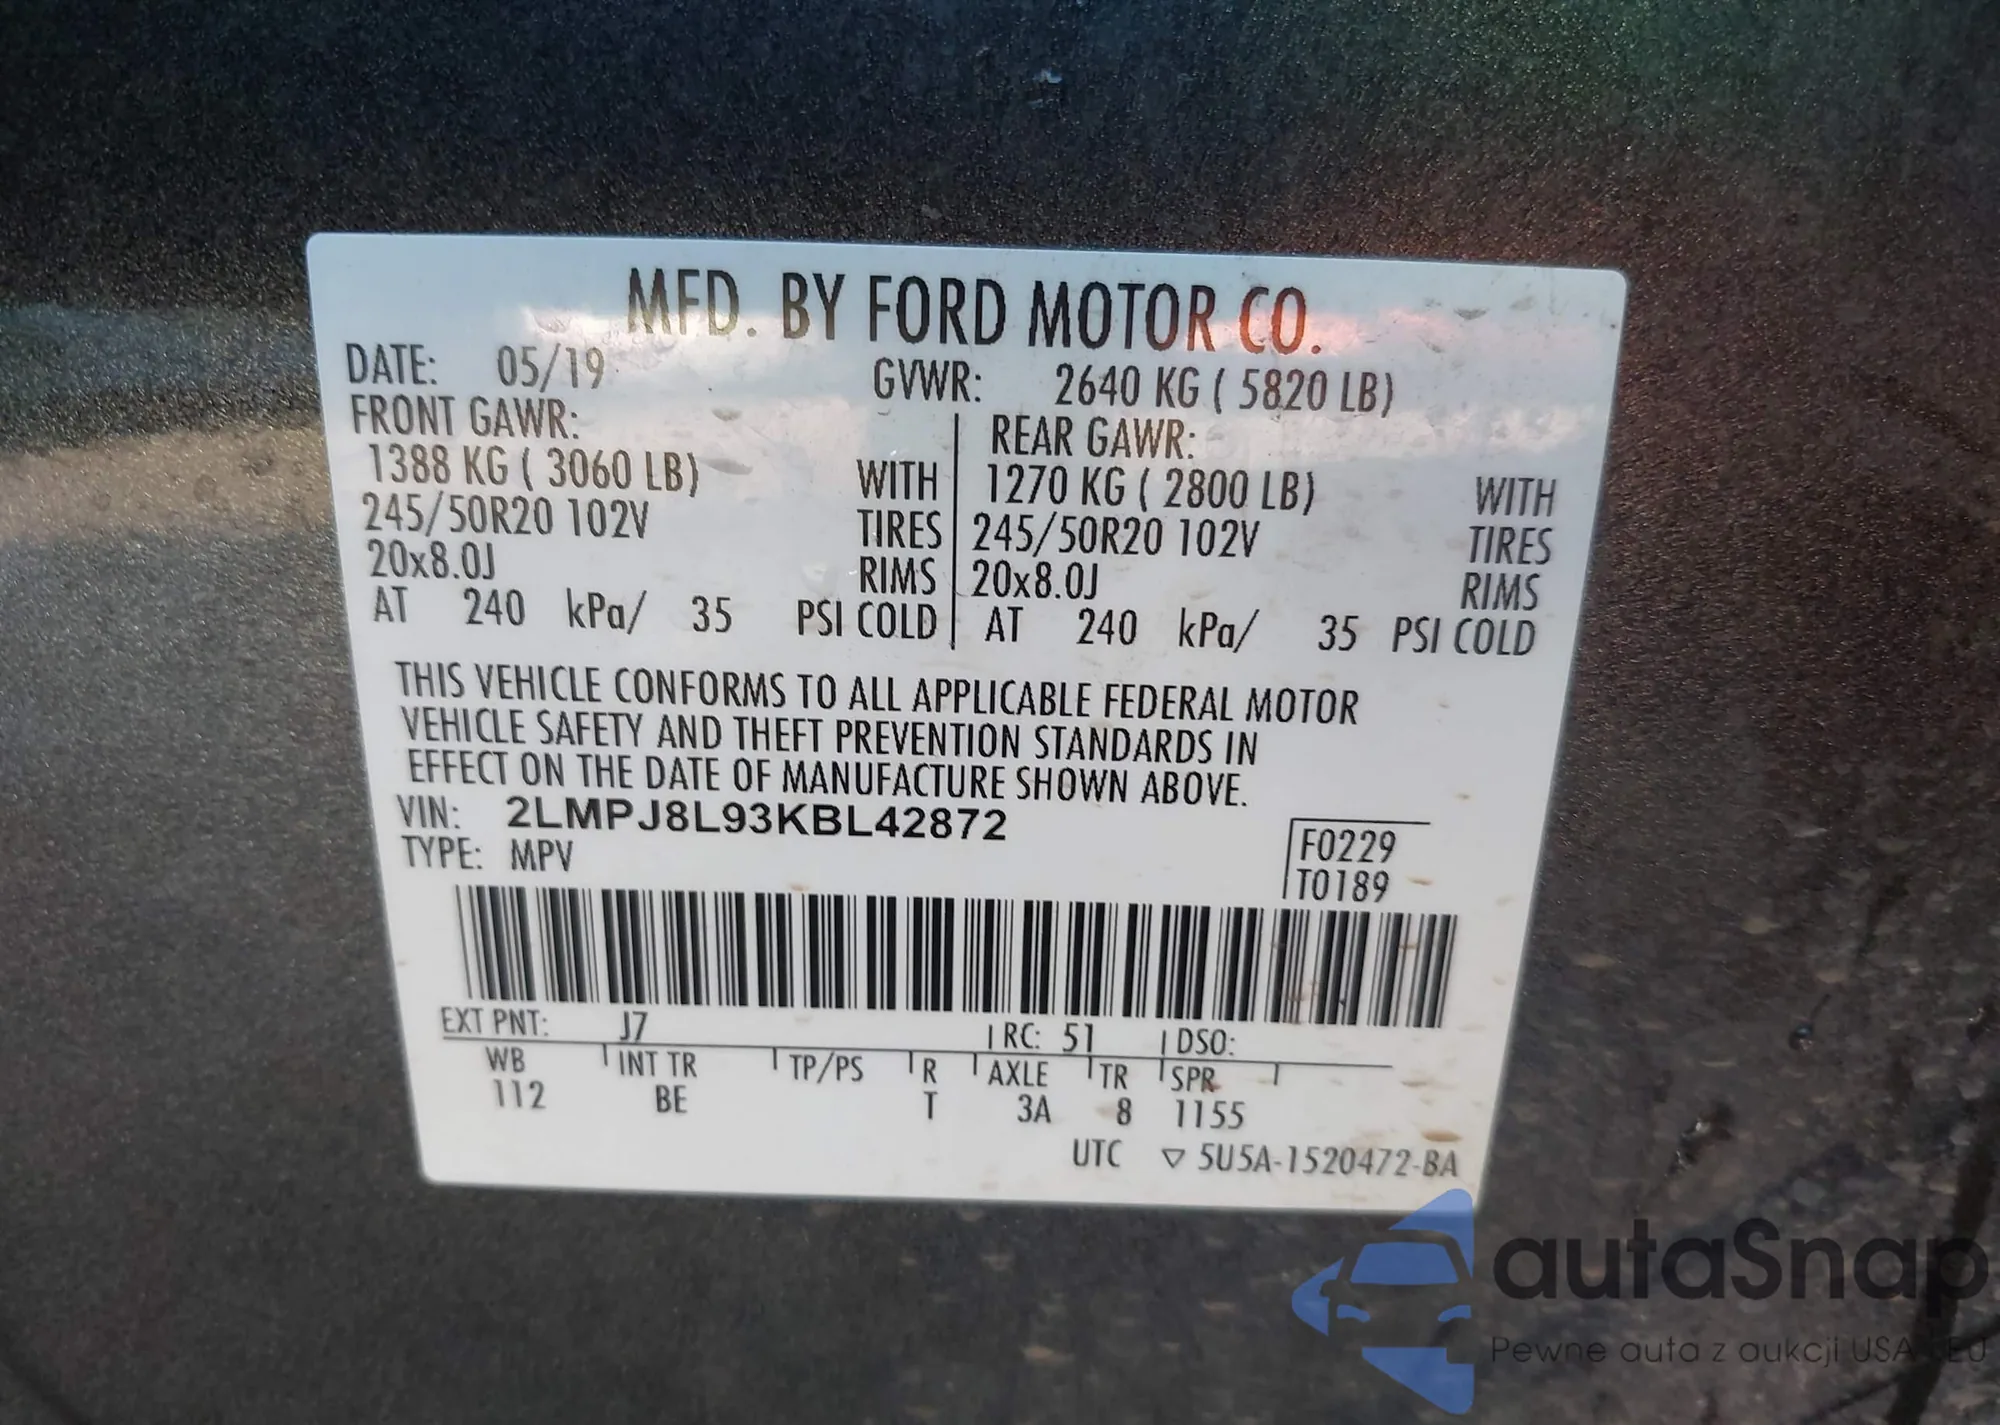 MFD. BY FORD MOTOR CO.
DATE: 05/19 GVWR: 2640 KG ( 5820 LB)
FRONT GAWR: REAR GAWR:
1388 KG ( 3060 LB) WITH 1270 KG ( 2800 LB) WITH
245/50R20 102V TIRES 245/50R20 102V TIRES
20x8.0J RIMS 20x8.0J RIMS
AT 240 kPa/ 35 PSI COLD AT 240 kPa/ 35 PSI COLD
THIS VEHICLE CONFORMS TO ALL APPLICABLE FEDERAL MOTOR
VEHICLE SAFETY AND THEFT PREVENTION STANDARDS IN
EFFECT ON THE DATE OF MANUFACTURE SHOWN ABOVE.
VIN: 2LMPJ8L93KBL42872
TYPE: MPV
F0229
T0189
EXT PNT: J7 RC: 51 DSO:
WB INT TR TP/PS R AXLE TR SPR
112 BE T 3A 8 1155
UTC ▽ 5U5A-1520472-BA
autaSnap
Pewne auta z aukcji USA i EU